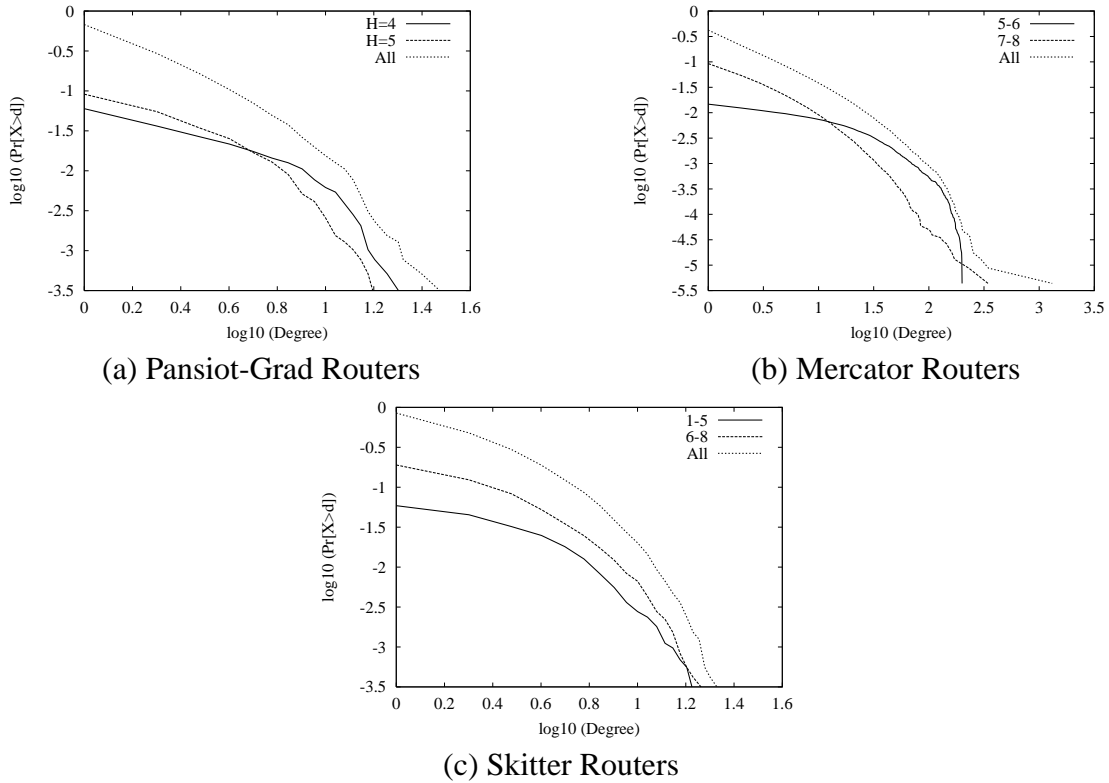 0
-0.5
-1
-1.5
-2
-2.5
-3
-3.5
0 0.2 0.4 0.6 0.8 1 1.2 1.4 1.6
log10 (Pr[X>d])
log10 (Degree)
H=4
H=5
All
(a) Pansiot-Grad Routers
0
-0.5
-1
-1.5
-2
-2.5
-3
-3.5
-4
-4.5
-5
-5.5
0 0.5 1 1.5 2 2.5 3 3.5
log10 (Pr[X>d])
log10 (Degree)
5-6
7-8
All
(b) Mercator Routers
0
-0.5
-1
-1.5
-2
-2.5
-3
-3.5
0 0.2 0.4 0.6 0.8 1 1.2 1.4 1.6
log10 (Pr[X>d])
log10 (Degree)
1-5
6-8
All
(c) Skitter Routers